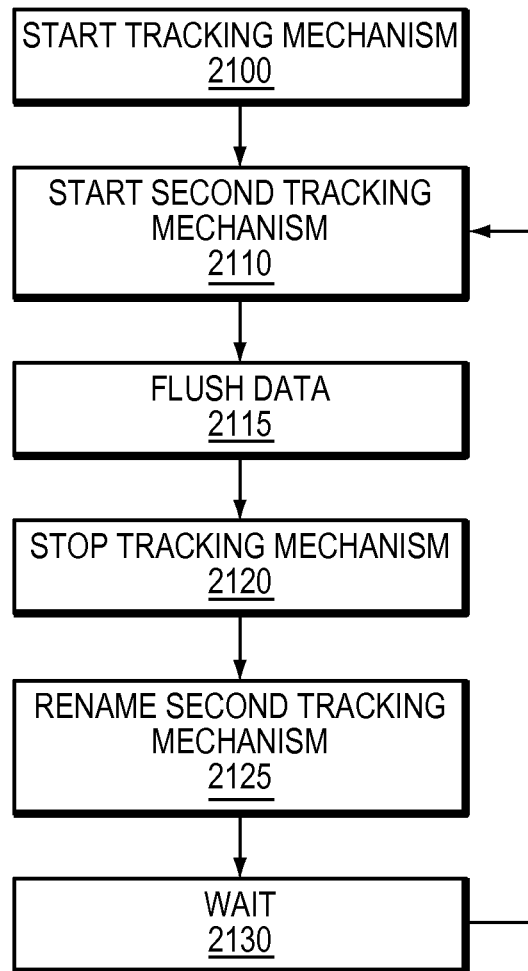 START TRACKING MECHANISM
2100
START SECOND TRACKING
MECHANISM
2110
FLUSH DATA
2115
STOP TRACKING MECHANISM
2120
RENAME SECOND TRACKING
MECHANISM
2125
WAIT
2130